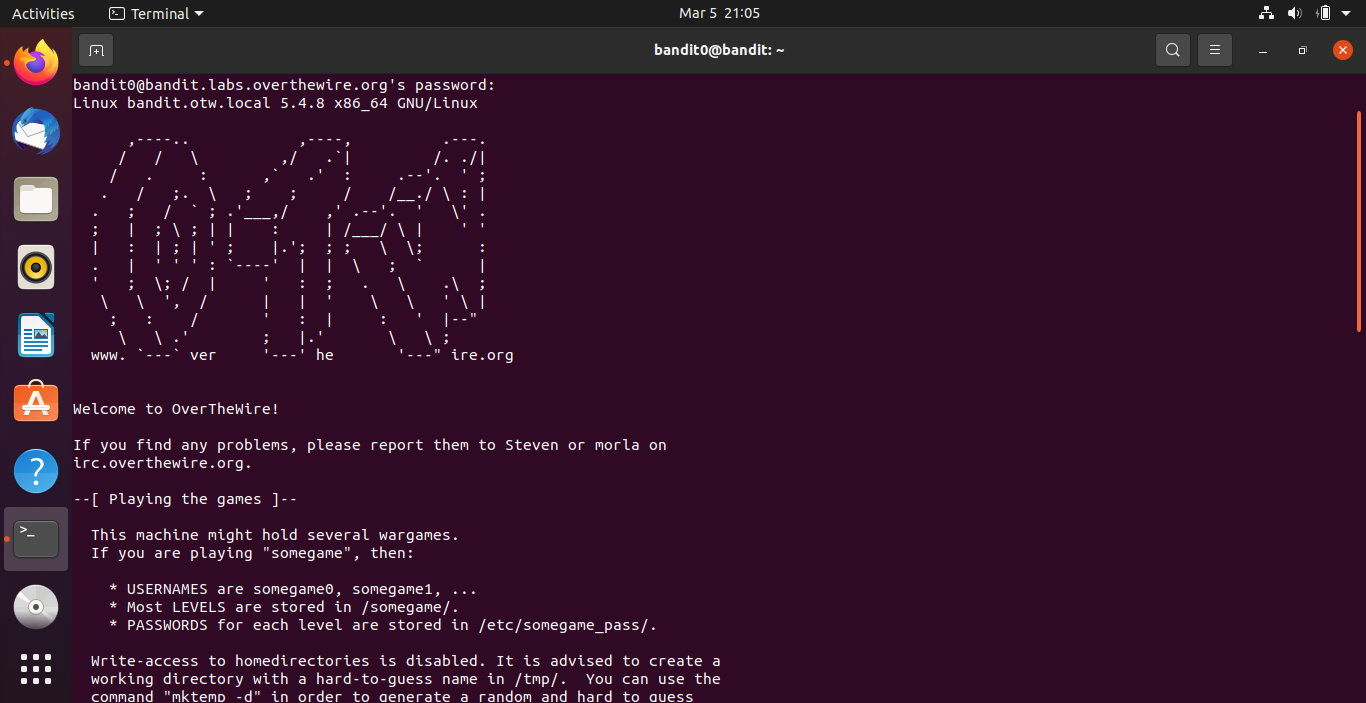 Activities
Terminal
Mar 5 21:05
bandit0@bandit: ~
bandit0@bandit.labs.overthewire.org's password:
Linux bandit.otw.local 5.4.8 x86_64 GNU/Linux
www. ver he ire.org
Welcome to OverTheWire!
If you find any problems, please report them to Steven or morla on
irc.overthewire.org.
--[ Playing the games ]--
This machine might hold several wargames.
If you are playing "somegame", then:
* USERNAMES are somegame0, somegame1, ...
* Most LEVELS are stored in /somegame/.
* PASSWORDS for each level are stored in /etc/somegame_pass/.
Write-access to homedirectories is disabled. It is advised to create a
working directory with a hard-to-guess name in /tmp/. You can use the
command "mktemp -d" in order to generate a random and hard to guess